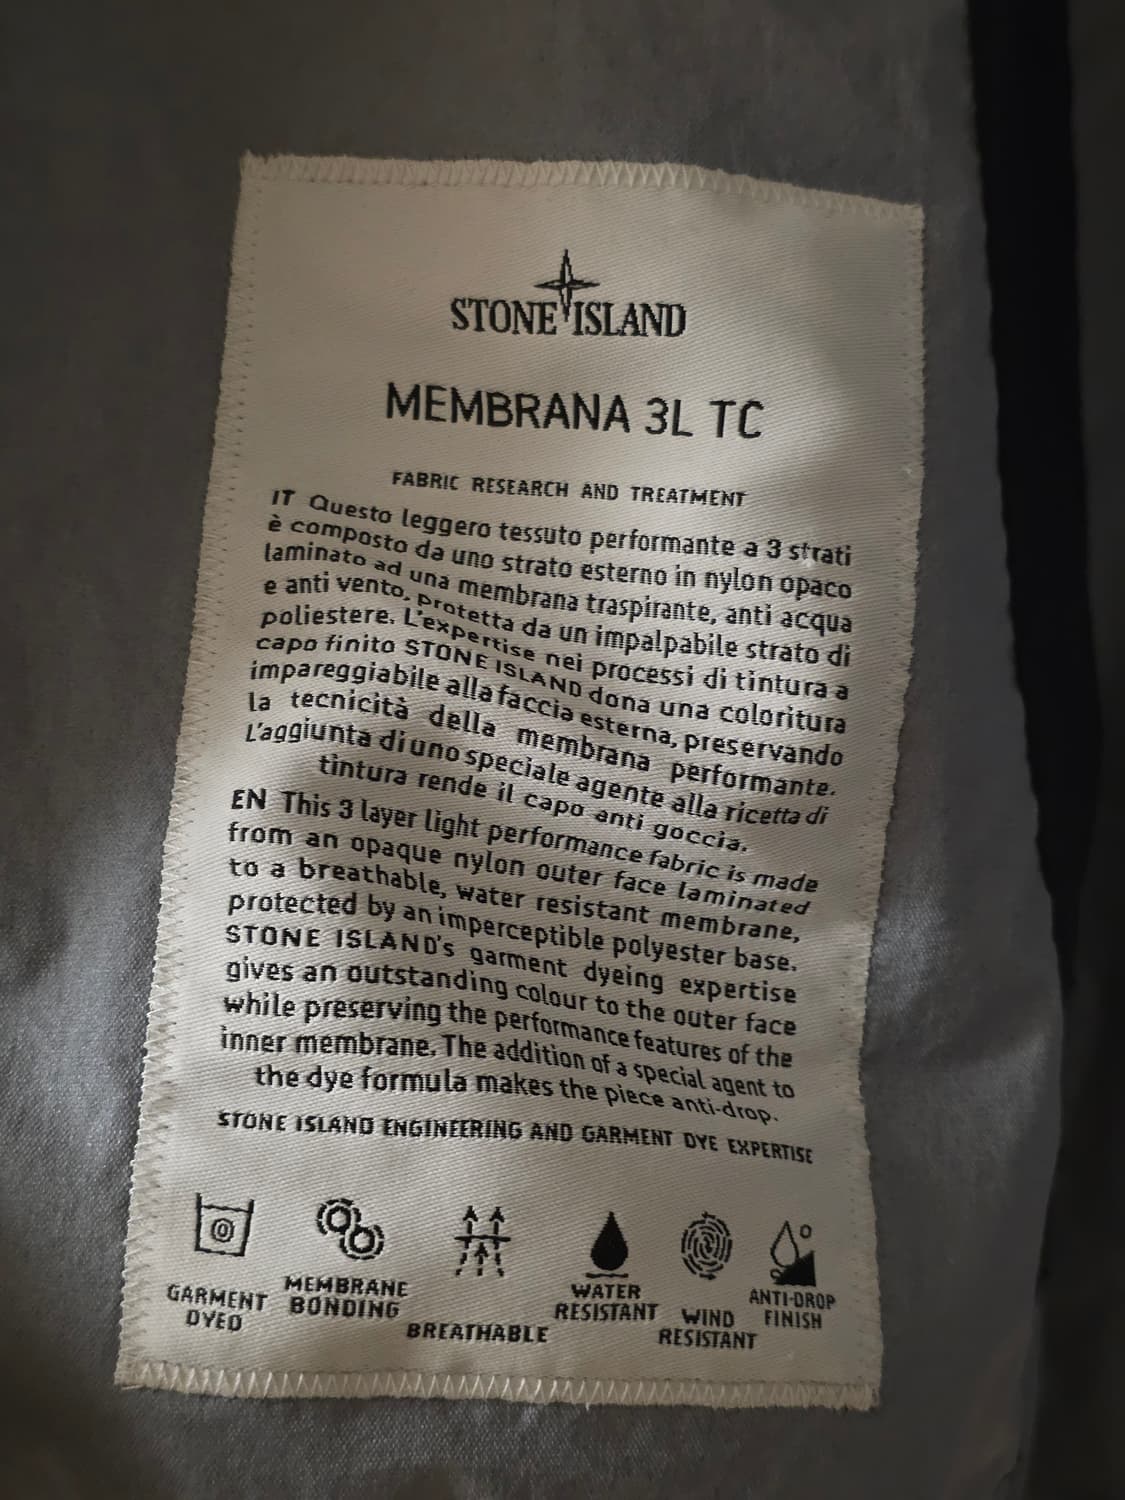 STONE ISLAND
MEMBRANA 3L TC
FABRIC RESEARCH AND TREATMENT
IT Questo leggero tessuto performante a 3 strati
è composto da uno strato esterno in nylon opaco
laminato ad una membrana traspirante, anti acqua
e anti vento, protetta da un impalpabile strato di
poliestere. L'expertise nei processi di tintura a
capo finito STONE ISLAND dona una coloritura
impareggiabile alla faccia esterna, preservando
la tecnicità della membrana performante.
L'aggiunta di uno speciale agente alla ricetta di
tintura rende il capo anti goccia.
EN This 3 layer light performance fabric is made
from an opaque nylon outer face laminated
to a breathable, water resistant membrane,
protected by an imperceptible polyester base.
STONE ISLAND's garment dyeing expertise
gives an outstanding colour to the outer face
while preserving the performance features of the
inner membrane. The addition of a special agent to
the dye formula makes the piece anti-drop.
STONE ISLAND ENGINEERING AND GARMENT DYE EXPERTISE
GARMENT
DYED
MEMBRANE
BONDING
BREATHABLE
WATER
RESISTANT
WIND
RESISTANT
ANTI-DROP
FINISH